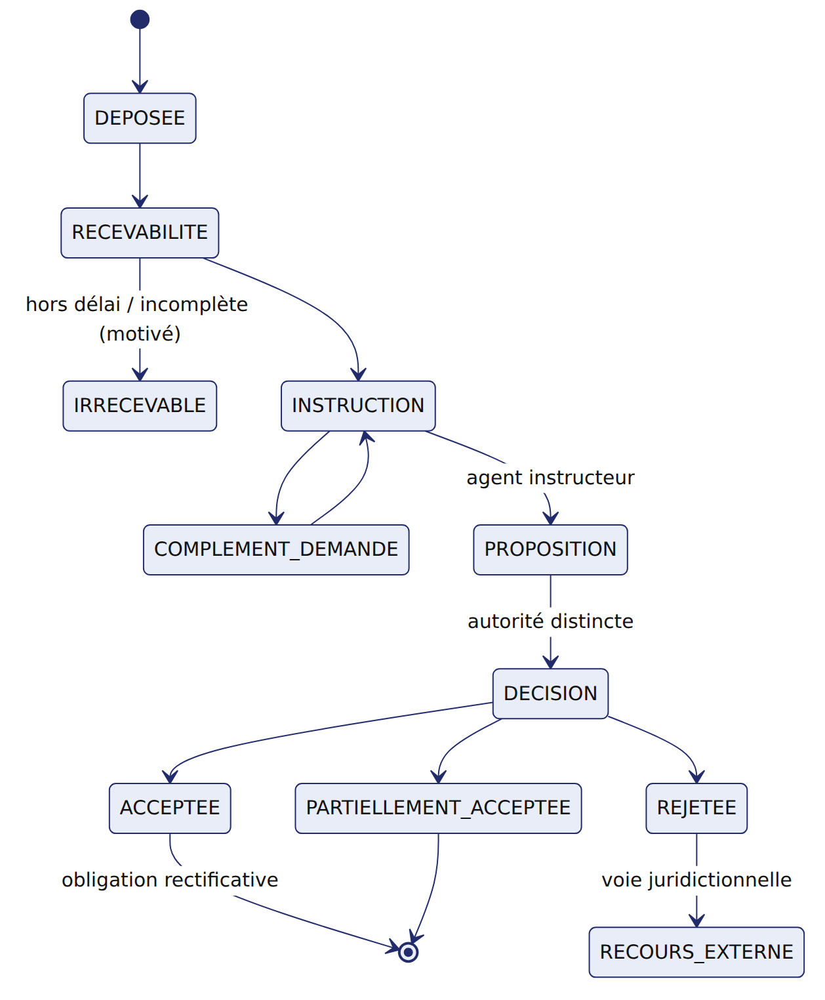 DEPOSEE
RECEVABILITE
hors délai / incomplète
(motivé)
IRRECEVABLE
INSTRUCTION
agent instructeur
COMPLEMENT_DEMANDE
PROPOSITION
autorité distincte
DECISION
ACCEPTEE
PARTIELLEMENT_ACCEPTEE
REJETEE
obligation rectificative
voie juridictionnelle
RECOURS_EXTERNE